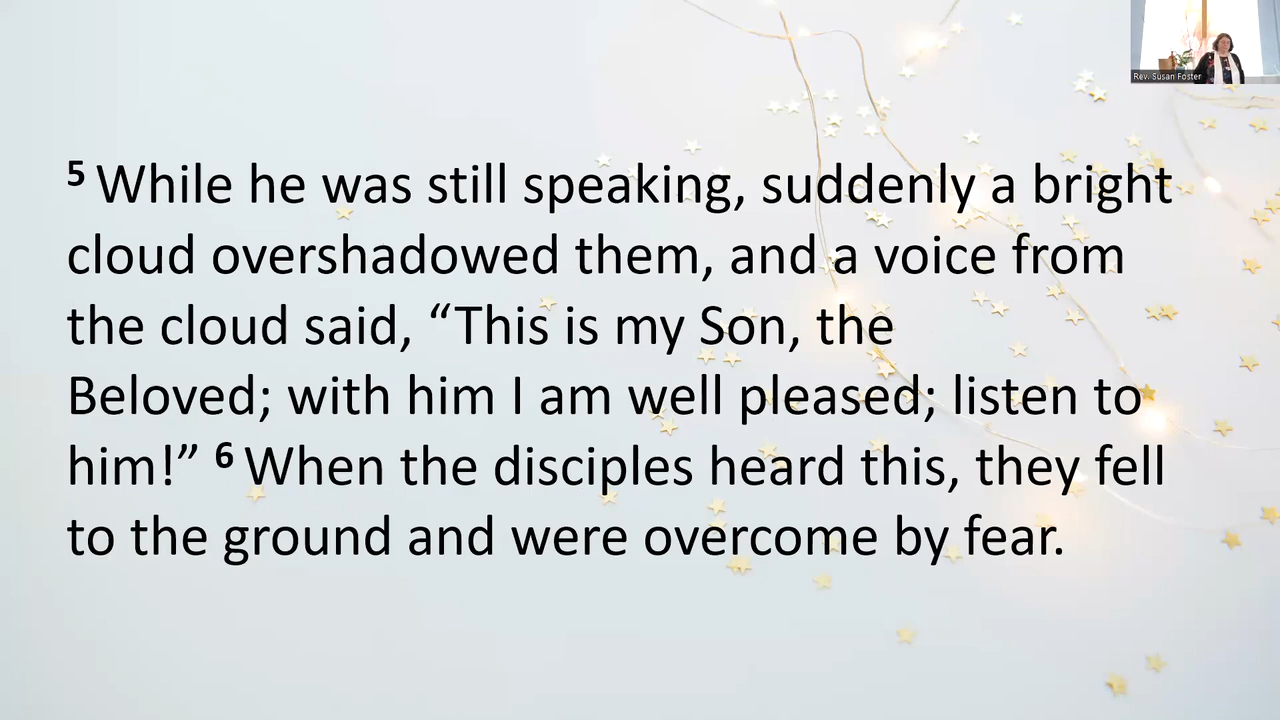 Rev. Susan Foster
5 While he was still speaking, suddenly a bright
cloud overshadowed them, and a voice from
the cloud said, “This is my Son, the
Beloved; with him I am well pleased; listen to
him!” 6 When the disciples heard this, they fell
to the ground and were overcome by fear.